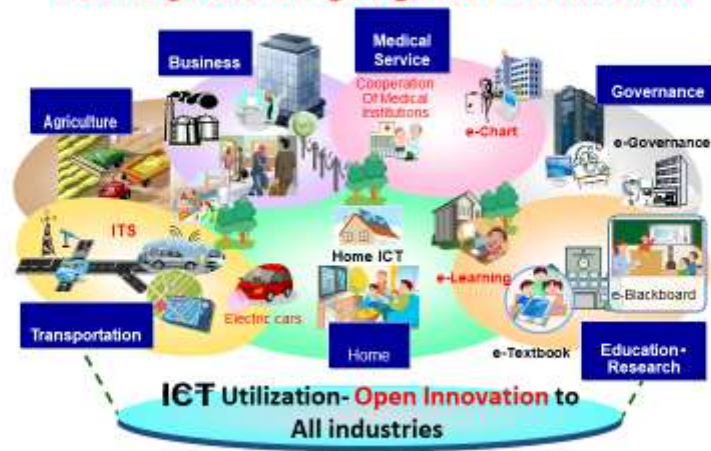 Medical
Service
Business
Governance
Cooperation
Of Medical
Institutions
Agriculture
e-Chart
e-Governance
ITS
Home ICT
e-Learning
e-Blackboard
Electric cars
Transportation
Home
e-Textbook
Education・
Research
ICT Utilization- Open Innovation to
All industries